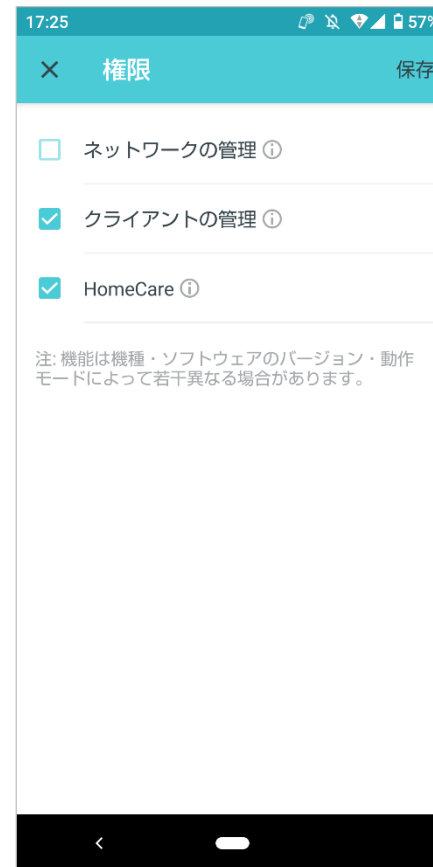 17:25 57%
権限 保存
ネットワークの管理
クライアントの管理
HomeCare
注: 機能は機種・ソフトウェアのバージョン・動作
モードによって若干異なる場合があります。